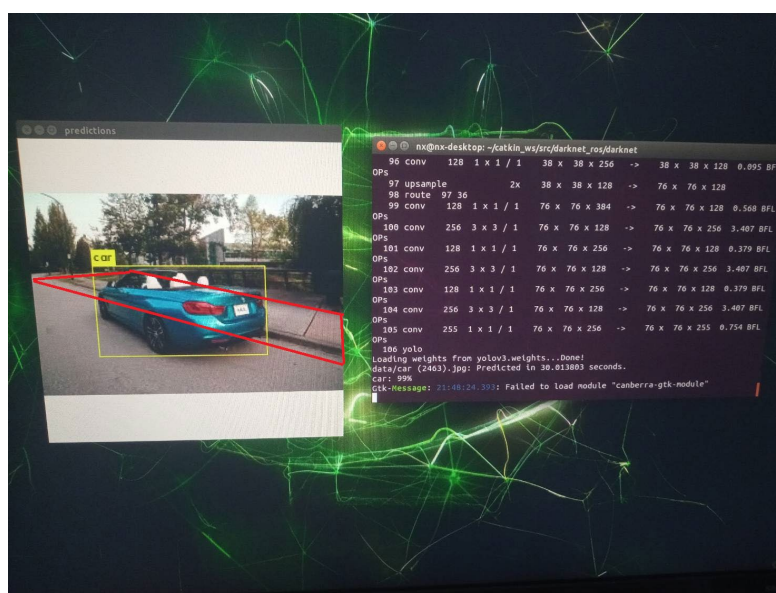 predictions
car
nx@nx-desktop: ~/catkin_ws/src/darknet_ros/darknet
96 conv 128 1 x 1 / 1 38 x 38 x 256 -> 38 x 38 x 128 0.095 BF
OPs
97 upsample 2x 38 x 38 x 128 -> 76 x 76 x 128
98 route 97 36
99 conv 128 1 x 1 / 1 76 x 76 x 384 -> 76 x 76 x 128 0.568 BFL
OPs
100 conv 256 3 x 3 / 1 76 x 76 x 128 -> 76 x 76 x 256 3.407 BFL
OPs
101 conv 128 1 x 1 / 1 76 x 76 x 256 -> 76 x 76 x 128 0.379 BFL
OPs
102 conv 256 3 x 3 / 1 76 x 76 x 128 -> 76 x 76 x 256 3.407 BFL
OPs
103 conv 128 1 x 1 / 1 76 x 76 x 256 -> 76 x 76 x 128 0.379 BFL
OPs
104 conv 256 3 x 3 / 1 76 x 76 x 128 -> 76 x 76 x 256 3.407 BFL
OPs
105 conv 255 1 x 1 / 1 76 x 76 x 256 -> 76 x 76 x 255 0.754 BFL
OPs
106 yolo
Loading weights from yolov3.weights...Done!
data/car (2463).jpg: Predicted in 30.013803 seconds.
car: 99%
Gtk-Message: 21:48:24.393: Failed to load module "canberra-gtk-module"